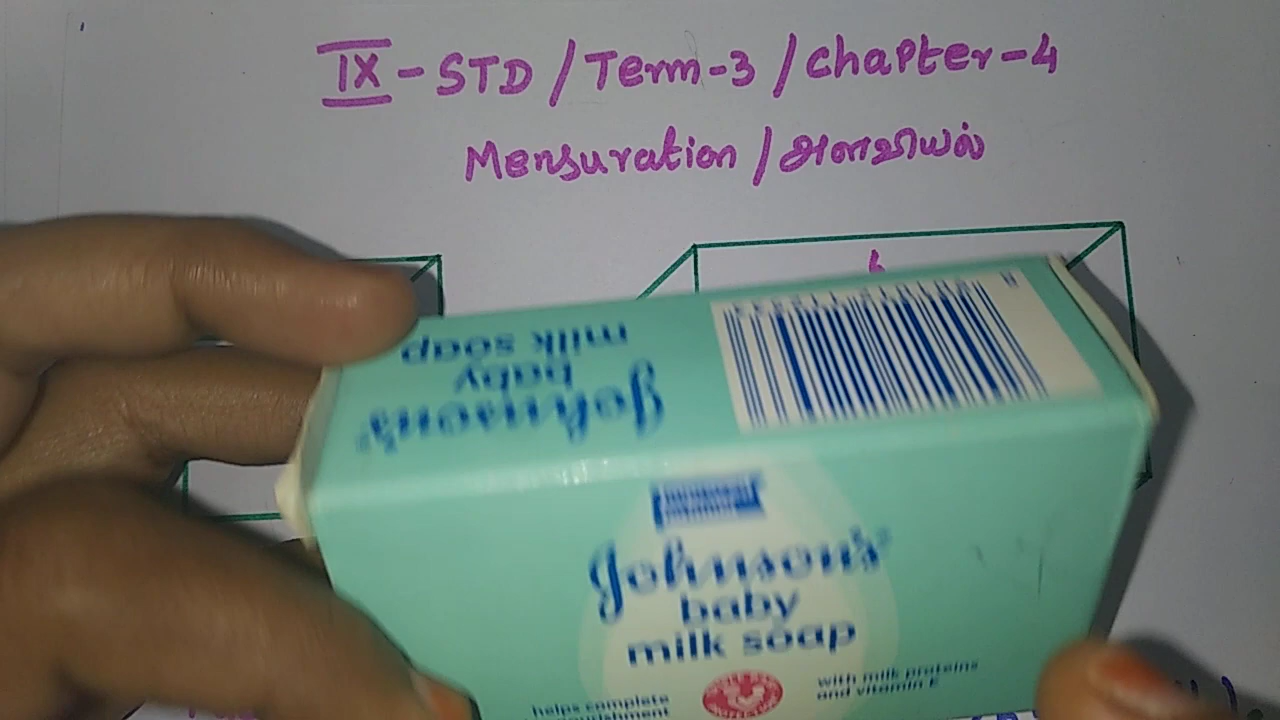 IX - STD / Term-3 / Chapter-4
Mensuration / அளவியல்
b
milk soap
baby
Johnson's
Johnson's
baby
milk soap
with milk proteins
and vitamin E
helps complete
nourishment